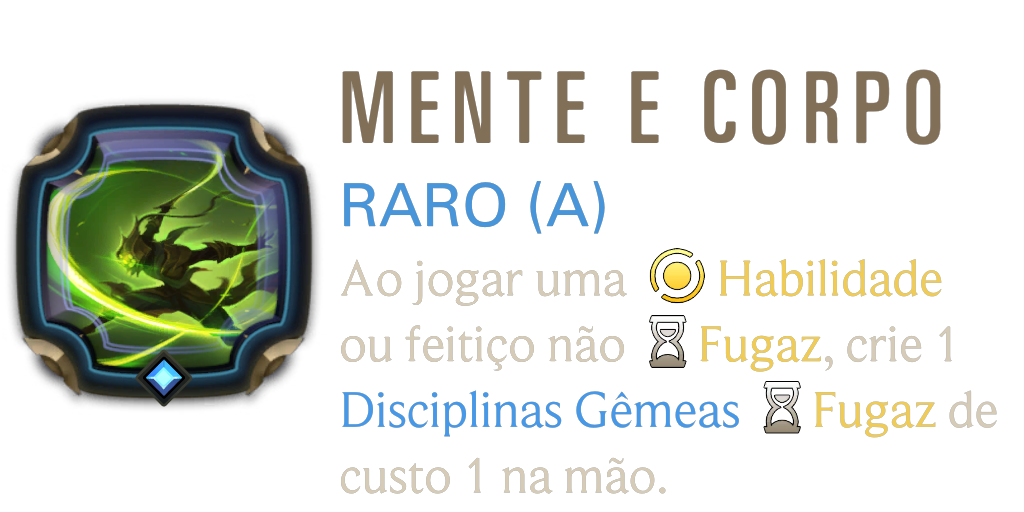 MENTE E CORPO
RARO (A)
Ao jogar uma Habilidade
ou feitiço não Fugaz, crie 1
Disciplinas Gêmeas Fugaz de
custo 1 na mão.